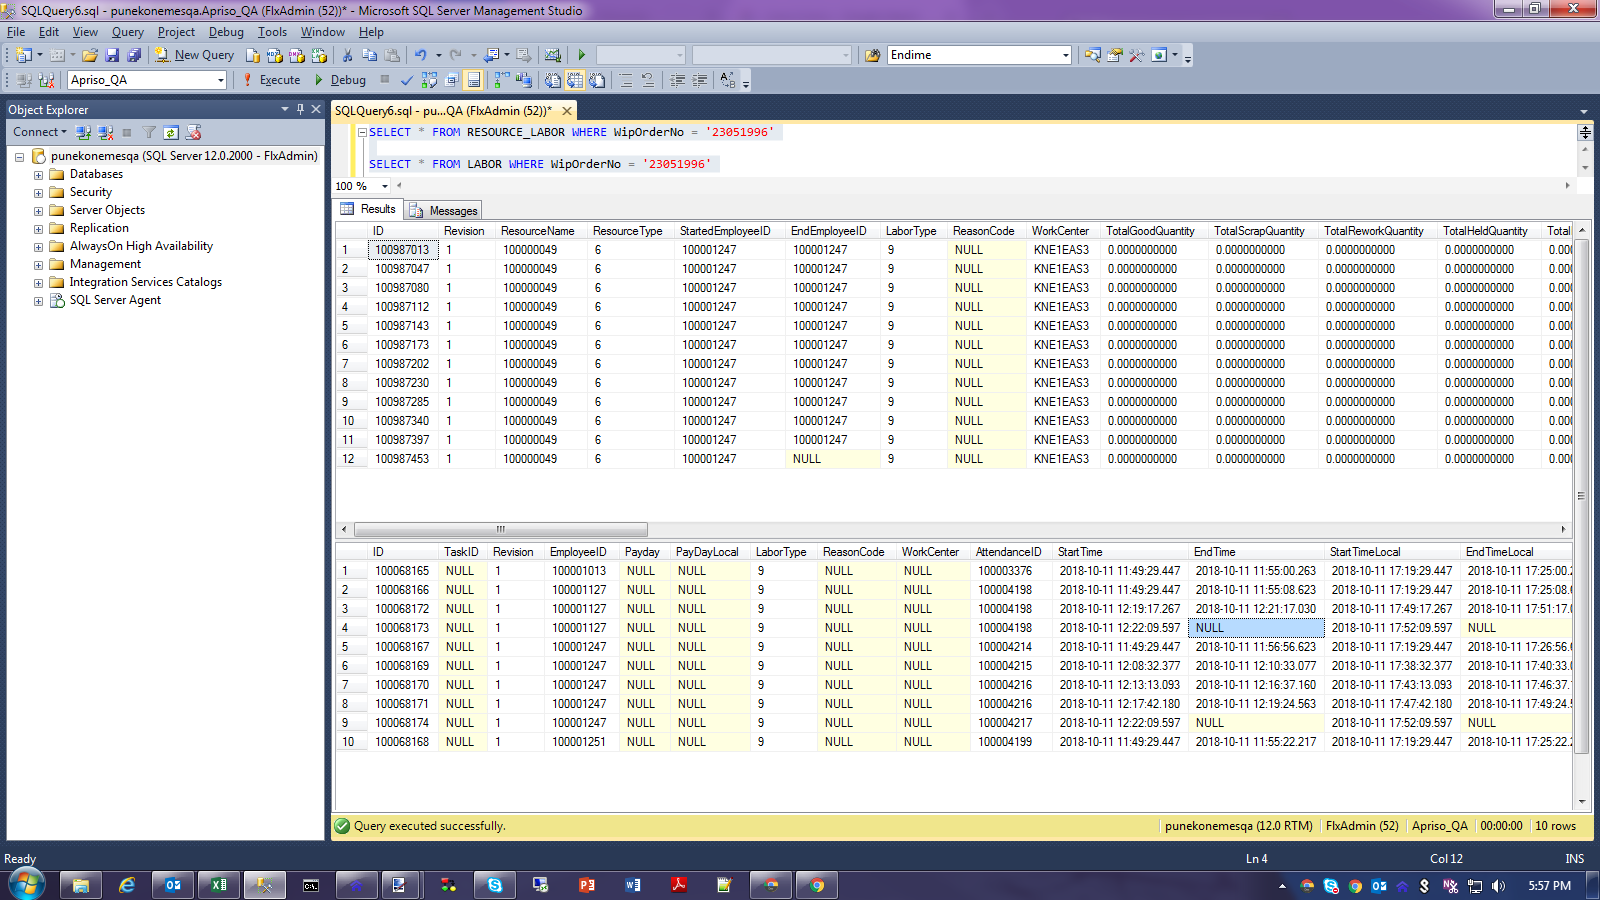 SQLQuery6.sql - punekonemesqa.Apriso_QA (FlxAdmin (52))* - Microsoft SQL Server Management Studio
File Edit View Query Project Debug Tools Window Help
New Query Endime
Apriso_QA Execute Debug
Object Explorer
Connect
punekonemesqa (SQL Server 12.0.2000 - FlxAdmin)
Databases
Security
Server Objects
Replication
AlwaysOn High Availability
Management
Integration Services Catalogs
SQL Server Agent
SQLQuery6.sql - pu...QA (FlxAdmin (52))*
SELECT * FROM RESOURCE_LABOR WHERE WipOrderNo = '23051996'
SELECT * FROM LABOR WHERE WipOrderNo = '23051996'
100 %
Results Messages
ID Revision ResourceName ResourceType StartedEmployeeID EndEmployeeID LaborType ReasonCode WorkCenter TotalGoodQuantity TotalScrapQuantity TotalReworkQuantity TotalHeldQuantity Total
1 100987013 1 100000049 6 100001247 100001247 9 NULL KNE1EAS3 0.0000000000 0.0000000000 0.0000000000 0.0000000000 0.000
2 100987047 1 100000049 6 100001247 100001247 9 NULL KNE1EAS3 0.0000000000 0.0000000000 0.0000000000 0.0000000000 0.000
3 100987080 1 100000049 6 100001247 100001247 9 NULL KNE1EAS3 0.0000000000 0.0000000000 0.0000000000 0.0000000000 0.000
4 100987112 1 100000049 6 100001247 100001247 9 NULL KNE1EAS3 0.0000000000 0.0000000000 0.0000000000 0.0000000000 0.000
5 100987143 1 100000049 6 100001247 100001247 9 NULL KNE1EAS3 0.0000000000 0.0000000000 0.0000000000 0.0000000000 0.000
6 100987173 1 100000049 6 100001247 100001247 9 NULL KNE1EAS3 0.0000000000 0.0000000000 0.0000000000 0.0000000000 0.000
7 100987202 1 100000049 6 100001247 100001247 9 NULL KNE1EAS3 0.0000000000 0.0000000000 0.0000000000 0.0000000000 0.000
8 100987230 1 100000049 6 100001247 100001247 9 NULL KNE1EAS3 0.0000000000 0.0000000000 0.0000000000 0.0000000000 0.000
9 100987285 1 100000049 6 100001247 100001247 9 NULL KNE1EAS3 0.0000000000 0.0000000000 0.0000000000 0.0000000000 0.000
10 100987340 1 100000049 6 100001247 100001247 9 NULL KNE1EAS3 0.0000000000 0.0000000000 0.0000000000 0.0000000000 0.000
11 100987397 1 100000049 6 100001247 100001247 9 NULL KNE1EAS3 0.0000000000 0.0000000000 0.0000000000 0.0000000000 0.000
12 100987453 1 100000049 6 100001247 NULL 9 NULL KNE1EAS3 0.0000000000 0.0000000000 0.0000000000 0.0000000000 0.000
ID TaskID Revision EmployeeID Payday PayDayLocal LaborType ReasonCode WorkCenter AttendanceID StartTime EndTime StartTimeLocal EndTimeLocal
1 100068165 NULL 1 100001013 NULL NULL 9 NULL NULL 100003376 2018-10-11 11:49:29.447 2018-10-11 11:55:00.263 2018-10-11 17:19:29.447 2018-10-11 17:25:00.2
2 100068166 NULL 1 100001127 NULL NULL 9 NULL NULL 100004198 2018-10-11 11:49:29.447 2018-10-11 11:55:08.623 2018-10-11 17:19:29.447 2018-10-11 17:25:08.6
3 100068172 NULL 1 100001127 NULL NULL 9 NULL NULL 100004198 2018-10-11 12:19:17.267 2018-10-11 12:21:17.030 2018-10-11 17:49:17.267 2018-10-11 17:51:17.0
4 100068173 NULL 1 100001127 NULL NULL 9 NULL NULL 100004198 2018-10-11 12:22:09.597 NULL 2018-10-11 17:52:09.597 NULL
5 100068167 NULL 1 100001247 NULL NULL 9 NULL NULL 100004214 2018-10-11 11:49:29.447 2018-10-11 11:56:56.623 2018-10-11 17:19:29.447 2018-10-11 17:26:56.6
6 100068169 NULL 1 100001247 NULL NULL 9 NULL NULL 100004215 2018-10-11 12:08:32.377 2018-10-11 12:10:33.077 2018-10-11 17:38:32.377 2018-10-11 17:40:33.0
7 100068170 NULL 1 100001247 NULL NULL 9 NULL NULL 100004216 2018-10-11 12:13:13.093 2018-10-11 12:16:37.160 2018-10-11 17:43:13.093 2018-10-11 17:46:37.1
8 100068171 NULL 1 100001247 NULL NULL 9 NULL NULL 100004216 2018-10-11 12:17:42.180 2018-10-11 12:19:24.563 2018-10-11 17:47:42.180 2018-10-11 17:49:24.5
9 100068174 NULL 1 100001247 NULL NULL 9 NULL NULL 100004217 2018-10-11 12:22:09.597 NULL 2018-10-11 17:52:09.597 NULL
10 100068168 NULL 1 100001251 NULL NULL 9 NULL NULL 100004199 2018-10-11 11:49:29.447 2018-10-11 11:55:22.217 2018-10-11 17:19:29.447 2018-10-11 17:25:22.2
Query executed successfully. punekonemesqa (12.0 RTM) FlxAdmin (52) Apriso_QA 00:00:00 10 rows
Ready Ln 4 Col 12 INS
5:57 PM